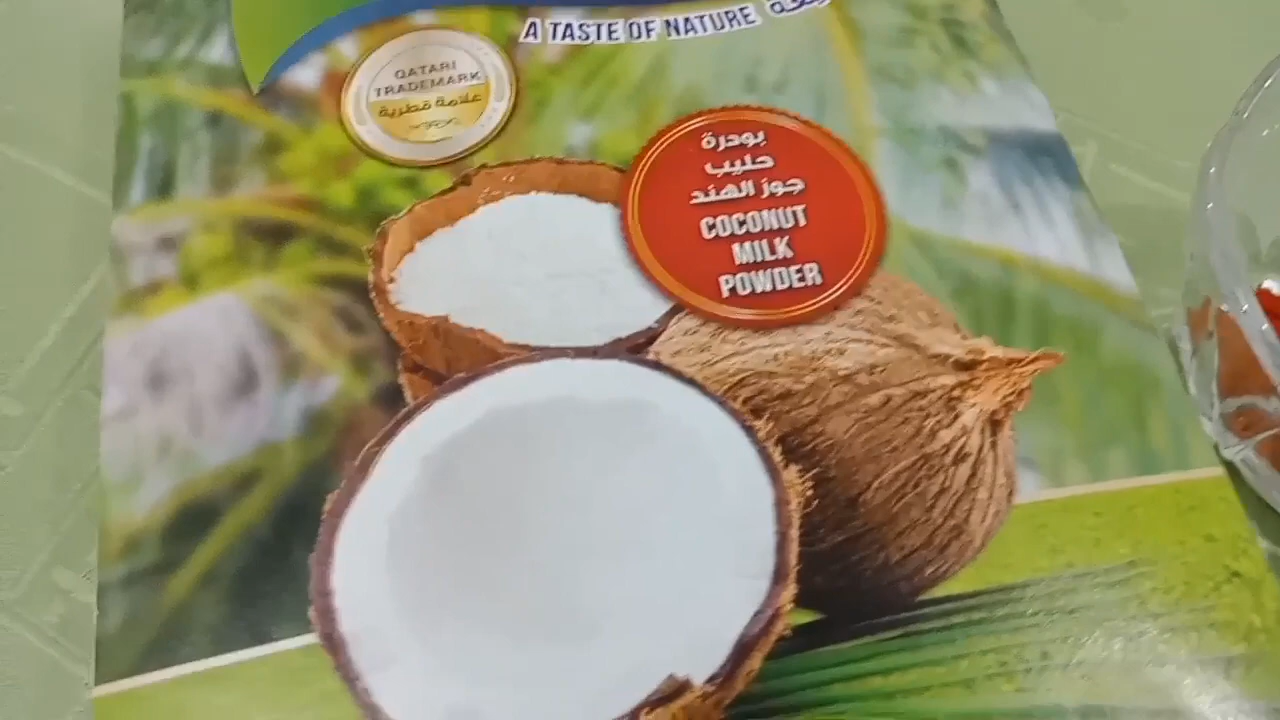 A TASTE OF NATURE
QATARI
TRADEMARK
علامة قطرية
بودرة
حليب
جوز الهند
COCONUT
MILK
POWDER